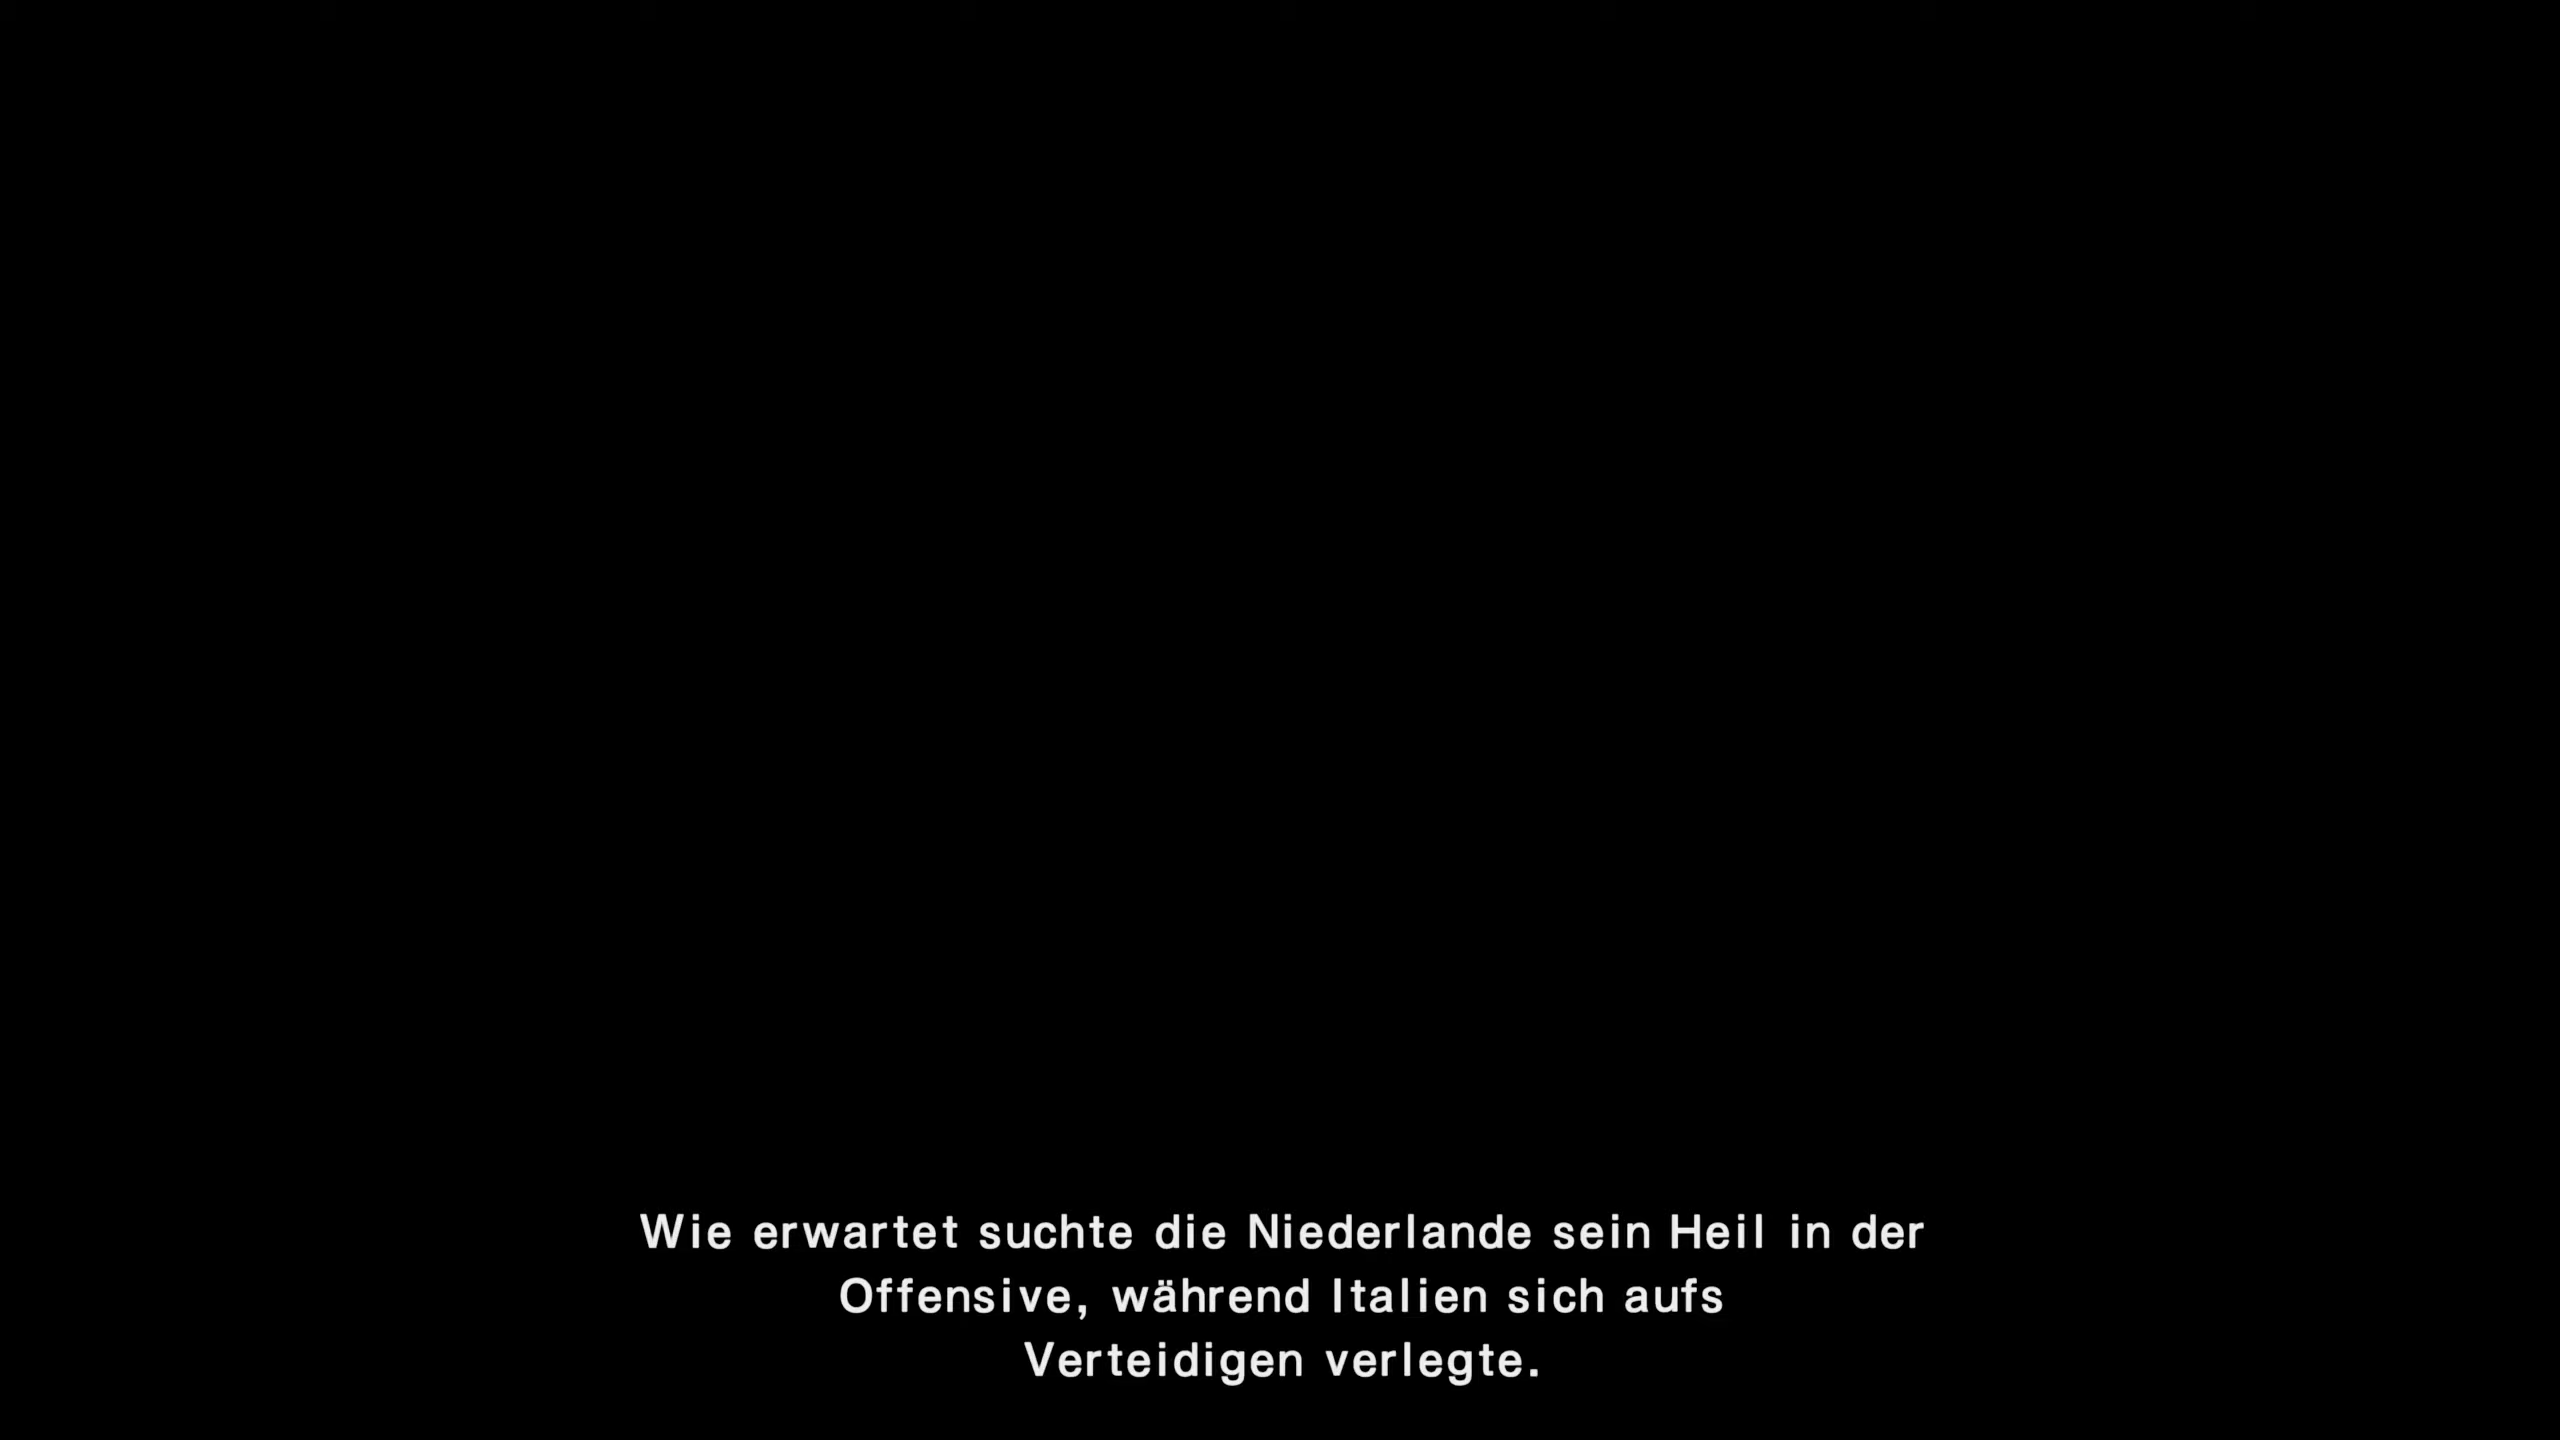 Wie erwartet suchte die Niederlande sein Heil in der
Offensive, während Italien sich aufs
Verteidigen verlegte.